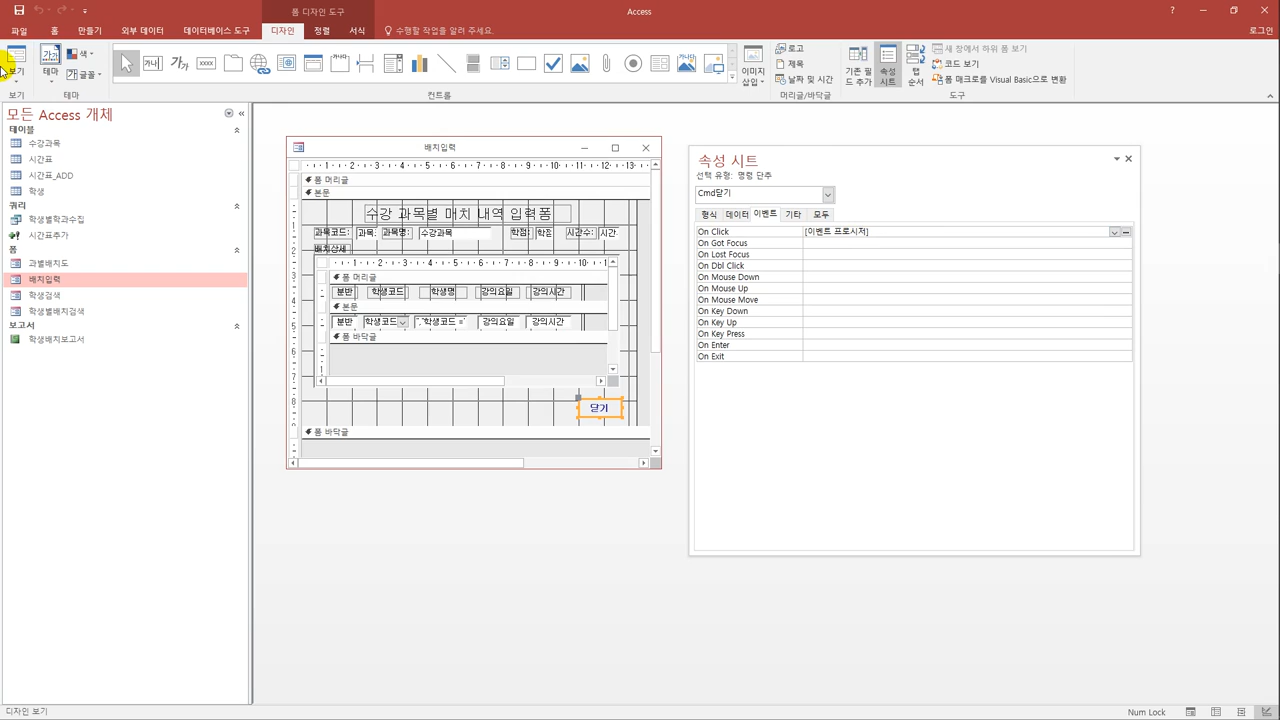 폼 디자인 도구
Access
?
로그인
파일
홈
만들기
외부 데이터
데이터베이스 도구
디자인
정렬
서식
수행할 작업을 알려 주세요.
보기
보기
가가
테마
색
글꼴
테마
컨트롤
이미지
삽입
로고
제목
날짜 및 시간
머리글/바닥글
기존 필
드 추가
속성
시트
탭
순서
새 창에서 하위 폼 보기
코드 보기
폼 매크로를 Visual Basic으로 변환
도구
모든 Access 개체
테이블
수강과목
시간표
시간표_ADD
학생
쿼리
학생별학과수집
시간표추가
폼
과별배치도
배치입력
학생검색
학생별배치검색
보고서
학생배치보고서
배치입력
폼 머리글
본문
수강 과목별 배치 내역 입력폼
과목코드:
과목:
과목명:
수강과목
학점:
학점
시간수:
시간
배치상세
폼 머리글
분반
학생코드
학생명
강의요일
강의시간
본문
분반
학생코드
","학생코드 ='
강의요일
강의시간
폼 바닥글
닫기
폼 바닥글
속성 시트
선택 유형: 명령 단추
Cmd닫기
형식
데이터
이벤트
기타
모두
On Click
[이벤트 프로시저]
On Got Focus
On Lost Focus
On Dbl Click
On Mouse Down
On Mouse Up
On Mouse Move
On Key Down
On Key Up
On Key Press
On Enter
On Exit
디자인 보기
Num Lock